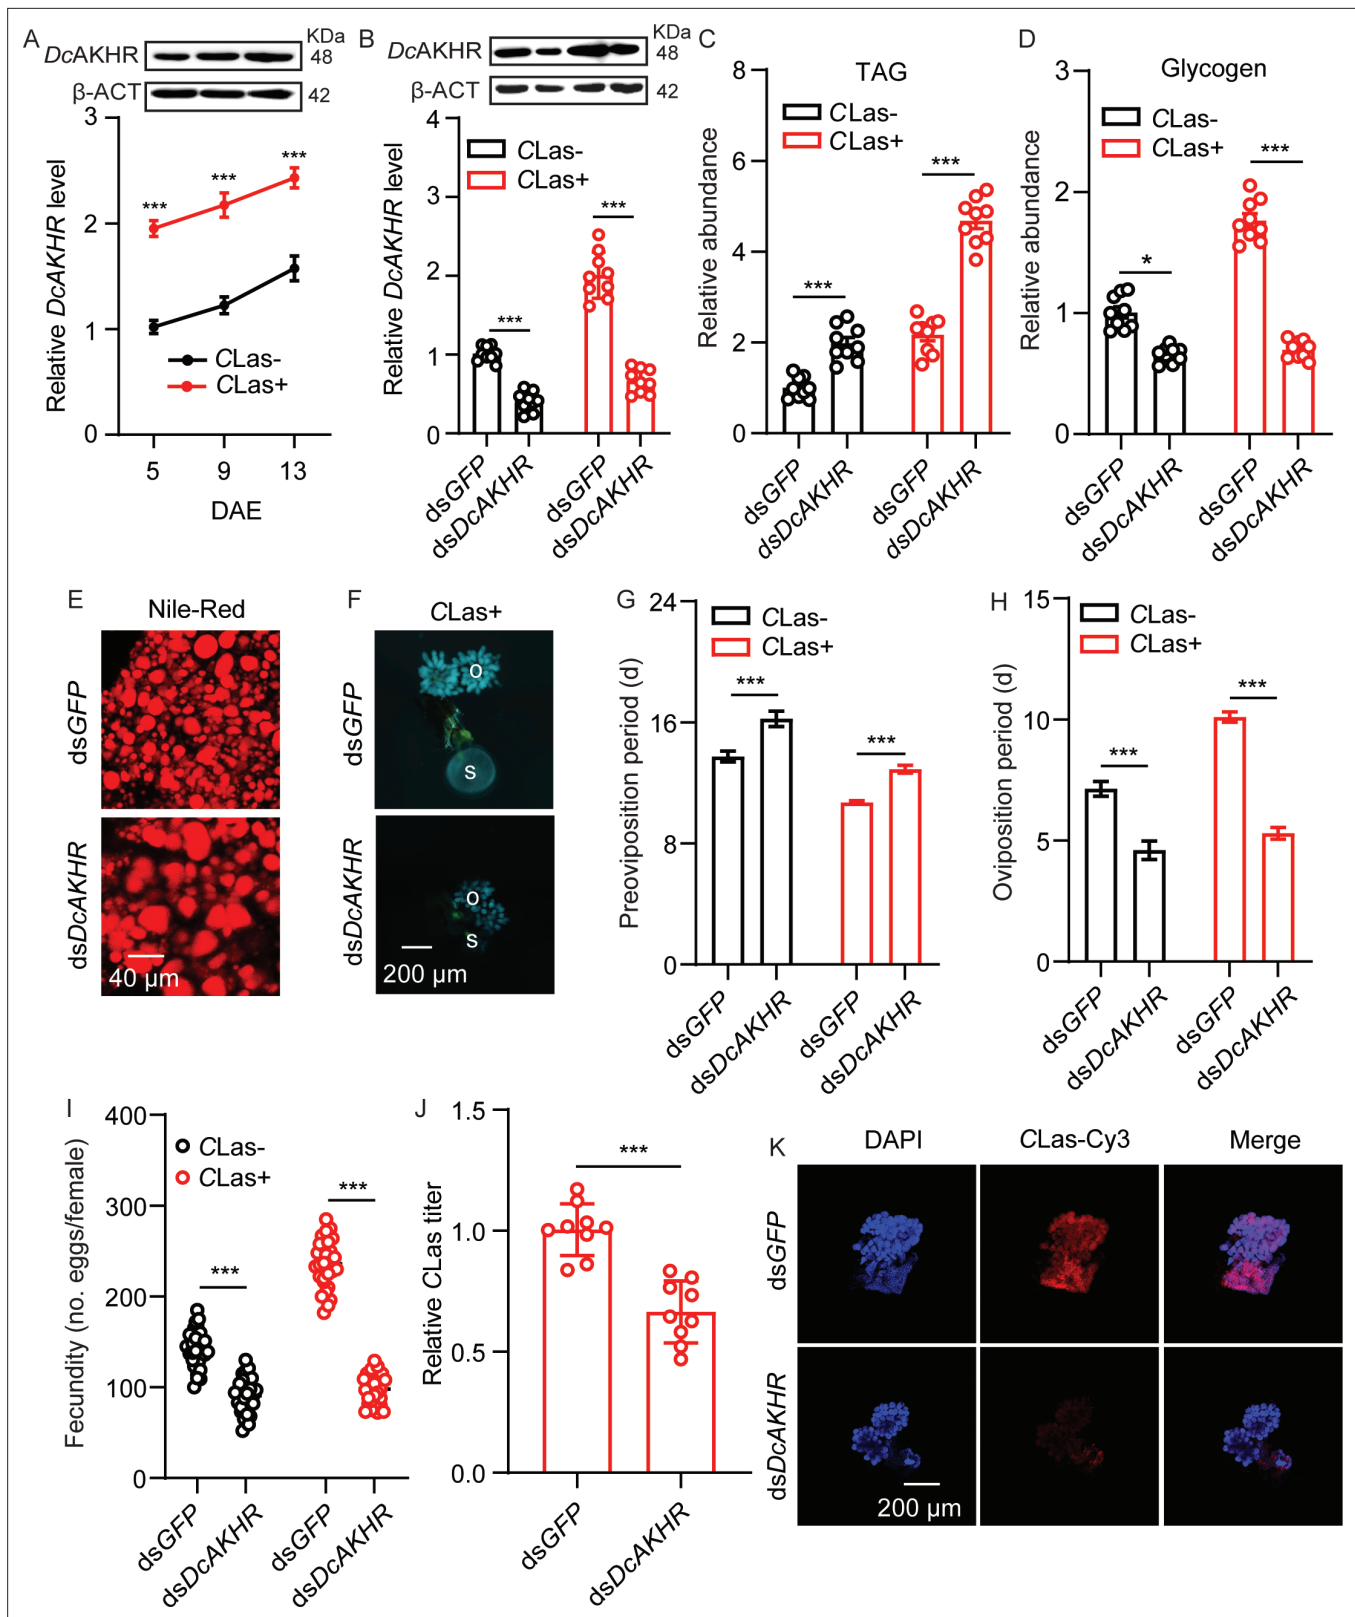 A
DcAKHR
KDa
48
β-ACT
42
Relative DcAKHR level
3
2
1
0
***
***
***
CLas-
CLas+
5
9
13
DAE
B
DcAKHR
KDa
48
β-ACT
42
Relative DcAKHR level
4
3
2
1
0
CLas-
CLas+
***
***
dsGFP
dsDcAKHR
dsGFP
dsDcAKHR
C
TAG
Relative abundance
8
6
4
2
0
CLas-
CLas+
***
***
dsGFP
dsDcAKHR
dsGFP
dsDcAKHR
D
Glycogen
Relative abundance
3
2
1
0
CLas-
CLas+
*
***
dsGFP
dsDcAKHR
dsGFP
dsDcAKHR
E
Nile-Red
dsGFP
dsDcAKHR
40 μm
F
CLas+
dsGFP
o
s
dsDcAKHR
o
s
200 μm
G
Preoviposition period (d)
24
16
8
0
CLas-
CLas+
***
***
dsGFP
dsDcAKHR
dsGFP
dsDcAKHR
H
Oviposition period (d)
15
10
5
0
CLas-
CLas+
***
***
dsGFP
dsDcAKHR
dsGFP
dsDcAKHR
I
Fecundity (no. eggs/female)
400
300
200
100
0
CLas-
CLas+
***
***
dsGFP
dsDcAKHR
dsGFP
dsDcAKHR
J
Relative CLas titer
1.5
1.0
0.5
0.0
***
dsGFP
dsDcAKHR
K
DAPI
CLas-Cy3
Merge
dsGFP
dsDcAKHR
200 μm